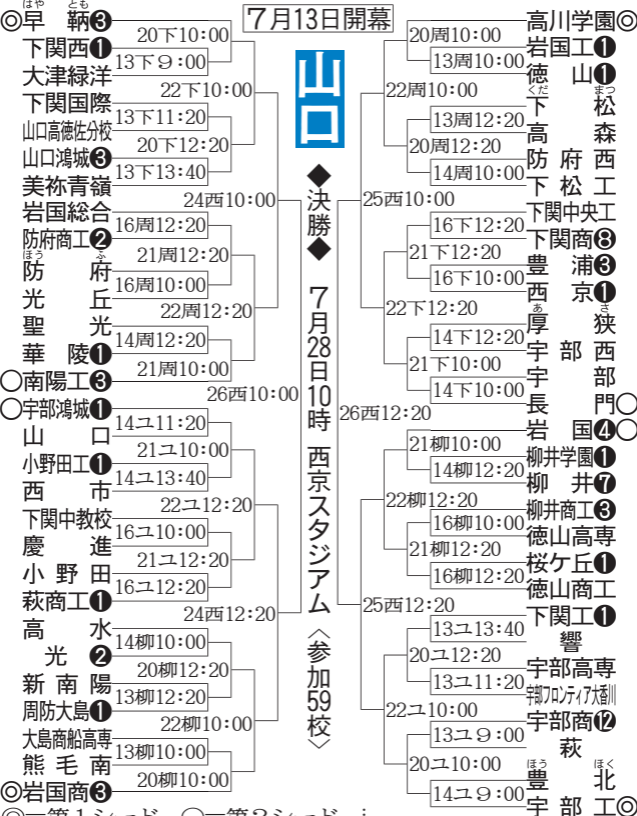 7月13日開幕
山口
◆決勝◆ 7月28日10時 西京スタジアム〈参加59校〉
はや とも
◎早 鞆❸
下関西❶
大津緑洋
下関国際
山口高徳佐分校
山口鴻城❸
美祢青嶺
岩国総合
防府商工❷
ほう ふ
防 府
光 丘
聖 光
華 陵❶
○南陽工❸
○宇部鴻城❶
山 口
小野田工❶
西 市
下関中教校
慶 進
小 野 田
萩商工❶
高 水
光 ❷
新 南 陽
周防大島❶
大島商船高専
熊 毛 南
◎岩国商❸
20下10:00
13下9:00
22下10:00
13下11:20
20下12:20
13下13:40
24西10:00
16周12:20
21周12:20
16周10:00
22周12:20
14周12:20
21周10:00
26西10:00
14ユ11:20
21ユ10:00
14ユ13:40
22ユ12:20
16ユ10:00
21ユ12:20
16ユ12:20
24西12:20
14柳10:00
20柳12:20
13柳12:20
22柳10:00
13柳10:00
20柳10:00
高川学園◎
岩国工❶
徳 山❶
くだ まつ
下 松
高 森
防 府 西
下 松 工
下関中央工
下関商❽
豊 浦❸
西 京❶
あ さ
厚 狭
宇 部 西
宇 部
長 門○
岩 国❹○
柳井学園❶
柳 井❼
柳井商工❸
徳山高専
桜ケ丘❶
徳山商工
下関工❶
響
宇部高専
宇部フロンティア大香川
宇部商⓬
萩
ほう ほく
豊 北
宇 部 工◎
20周10:00
13周10:00
22周10:00
13周12:20
20周12:20
14周10:00
25西10:00
16下12:20
21下12:20
16下10:00
22下12:20
14下12:20
21下10:00
14下10:00
26西12:20
21柳10:00
14柳12:20
22柳12:20
16柳10:00
21柳12:20
16柳12:20
25西12:20
13ユ13:40
20ユ12:20
13ユ11:20
22ユ10:00
13ユ9:00
20ユ10:00
14ユ9:00